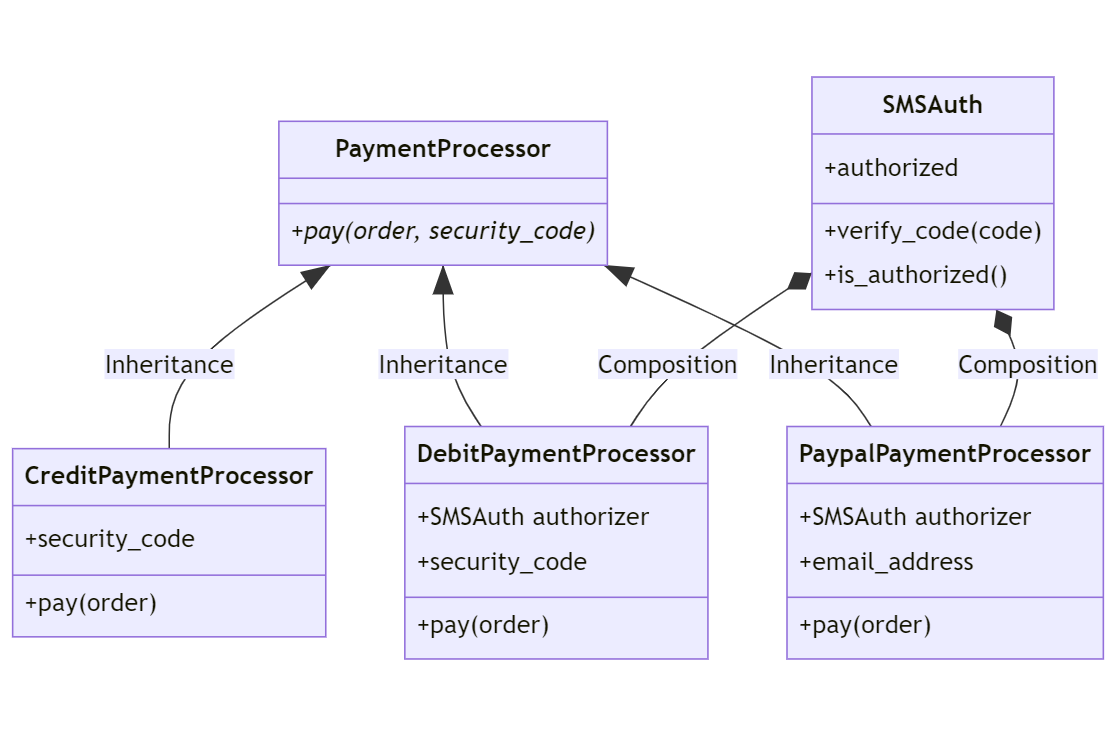 SMSAuth
+authorized
+verify_code(code)
+is_authorized()
PaymentProcessor
+pay(order, security_code)
Inheritance
Inheritance
Composition
Inheritance
Composition
CreditPaymentProcessor
+security_code
+pay(order)
DebitPaymentProcessor
+SMSAuth authorizer
+security_code
+pay(order)
PaypalPaymentProcessor
+SMSAuth authorizer
+email_address
+pay(order)